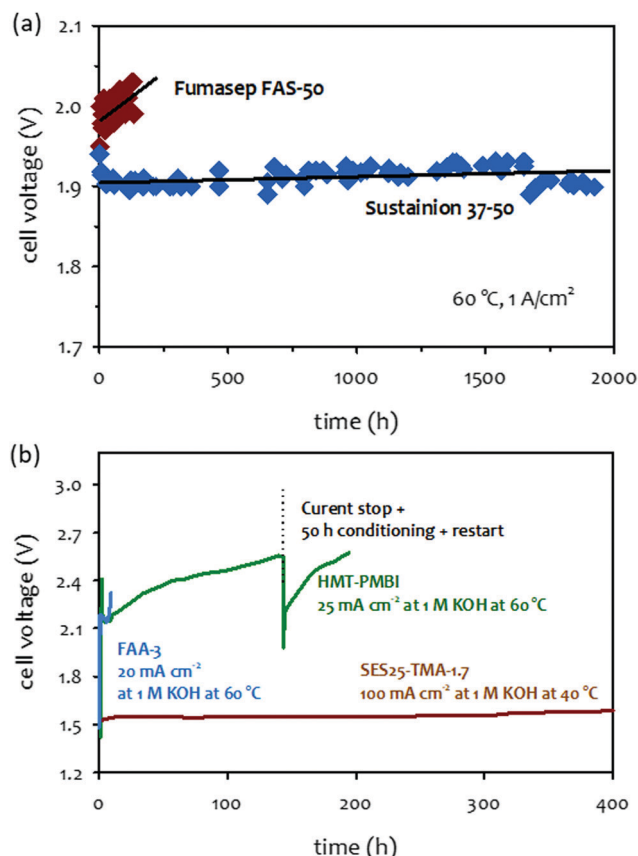 (a)
2.1
2.0
1.9
1.8
1.7
cell voltage (V)
Fumasep FAS-50
Sustainion 37-50
60 °C, 1 A/cm²
0
500
1000
1500
2000
time (h)
(b)
3.0
2.7
2.4
2.1
1.8
1.5
1.2
cell voltage (V)
Curent stop +
50 h conditioning + restart
HMT-PMBI
25 mA cm⁻² at 1 M KOH at 60 °C
FAA-3
20 mA cm⁻²
at 1 M KOH at 60 °C
SES25-TMA-1.7
100 mA cm⁻² at 1 M KOH at 40 °C
0
100
200
300
400
time (h)